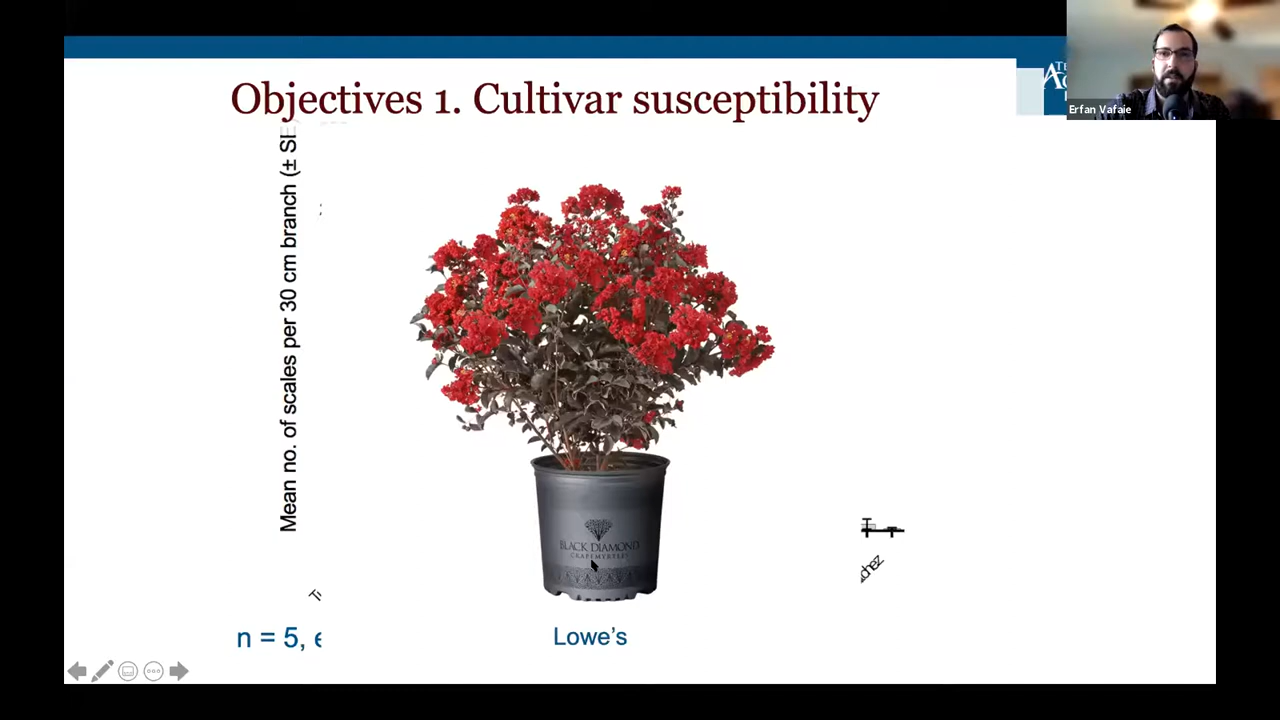 Objectives 1. Cultivar susceptibility
Erfan Vafaie
Mean no. of scales per 30 cm branch (± SE
BLACK DIAMOND
CRAPEMYRTLES
n = 5, e
Lowe's